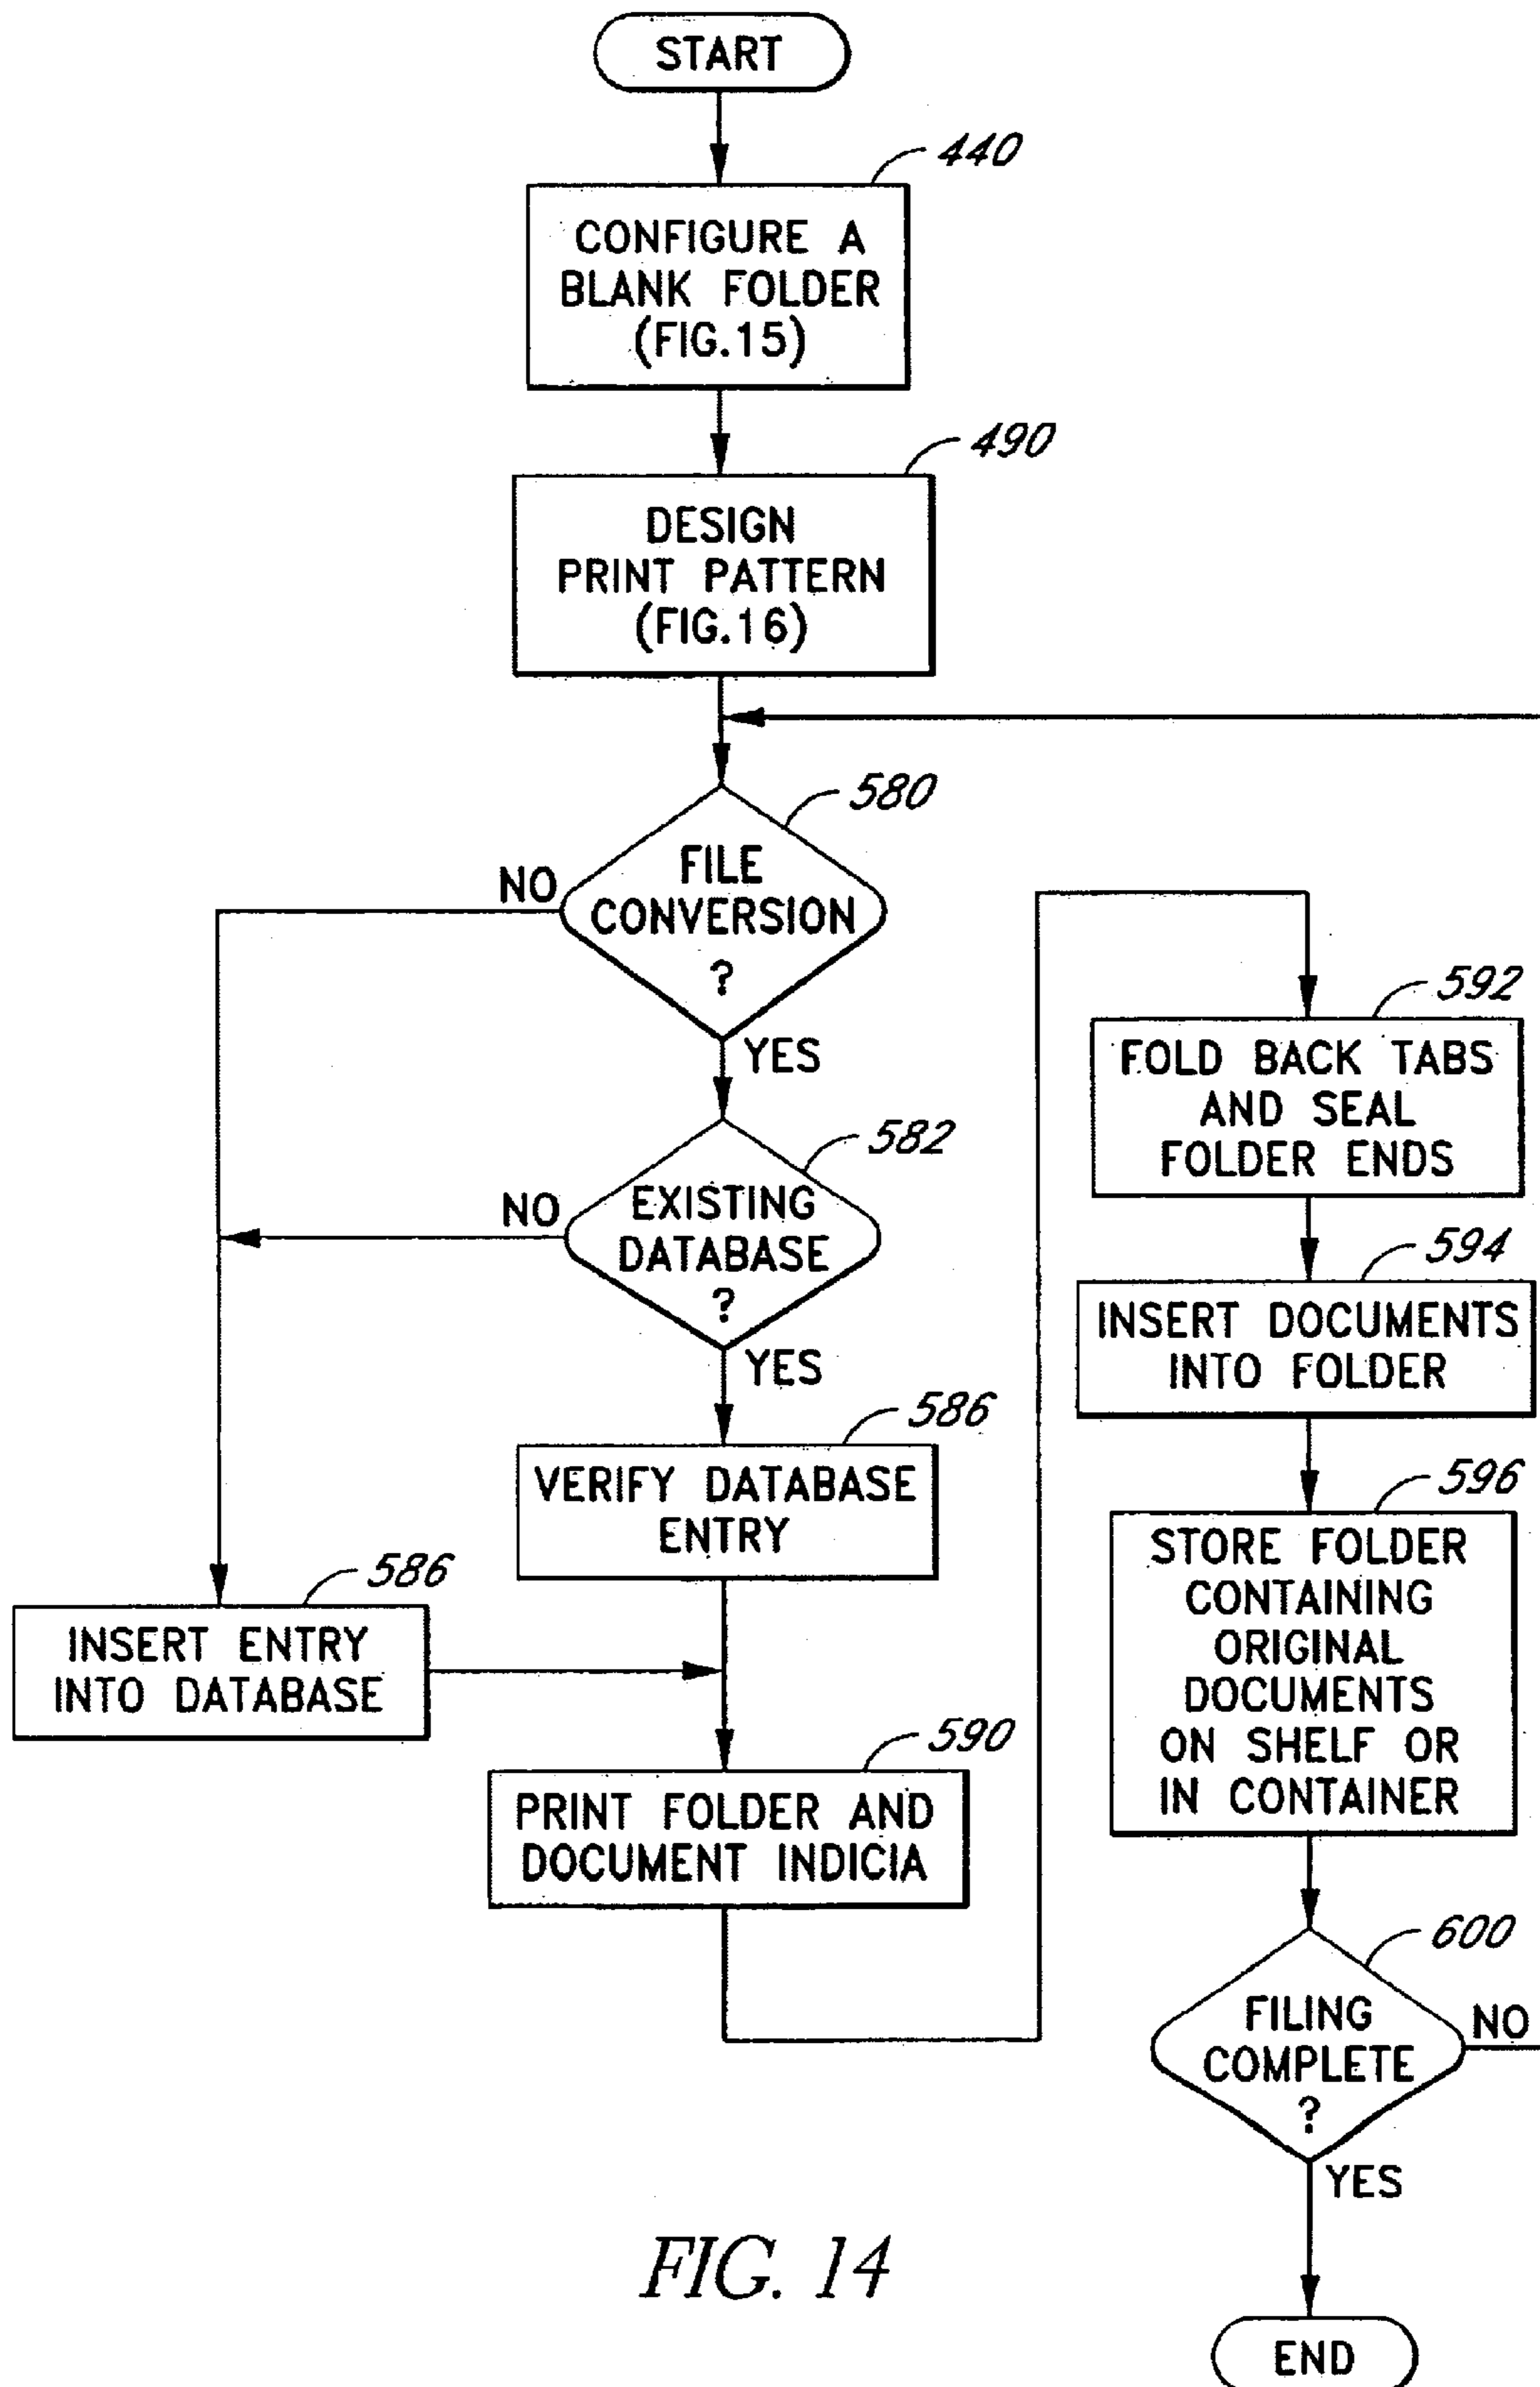 START
440
CONFIGURE A
BLANK FOLDER
(FIG.15)
490
DESIGN
PRINT PATTERN
(FIG.16)
580
FILE
CONVERSION
?
NO
YES
582
EXISTING
DATABASE
?
NO
YES
586
VERIFY DATABASE
ENTRY
586
INSERT ENTRY
INTO DATABASE
590
PRINT FOLDER AND
DOCUMENT INDICIA
592
FOLD BACK TABS
AND SEAL
FOLDER ENDS
594
INSERT DOCUMENTS
INTO FOLDER
596
STORE FOLDER
CONTAINING
ORIGINAL
DOCUMENTS
ON SHELF OR
IN CONTAINER
600
FILING
COMPLETE
?
NO
YES
END
FIG. 14